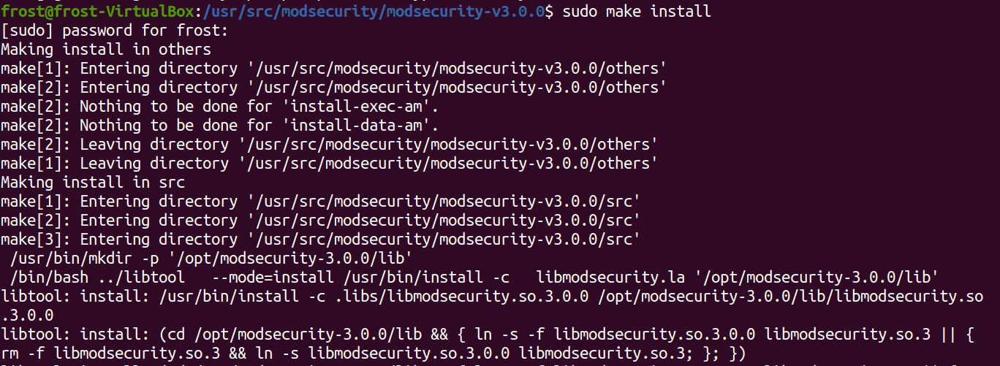 frost@frost-VirtualBox:/usr/src/modsecurity/modsecurity-v3.0.0$ sudo make install
[sudo] password for frost:
Making install in others
make[1]: Entering directory '/usr/src/modsecurity/modsecurity-v3.0.0/others'
make[2]: Entering directory '/usr/src/modsecurity/modsecurity-v3.0.0/others'
make[2]: Nothing to be done for 'install-exec-am'.
make[2]: Nothing to be done for 'install-data-am'.
make[2]: Leaving directory '/usr/src/modsecurity/modsecurity-v3.0.0/others'
make[1]: Leaving directory '/usr/src/modsecurity/modsecurity-v3.0.0/others'
Making install in src
make[1]: Entering directory '/usr/src/modsecurity/modsecurity-v3.0.0/src'
make[2]: Entering directory '/usr/src/modsecurity/modsecurity-v3.0.0/src'
make[3]: Entering directory '/usr/src/modsecurity/modsecurity-v3.0.0/src'
 /usr/bin/mkdir -p '/opt/modsecurity-3.0.0/lib'
 /bin/bash ../libtool   --mode=install /usr/bin/install -c   libmodsecurity.la '/opt/modsecurity-3.0.0/lib'
libtool: install: /usr/bin/install -c .libs/libmodsecurity.so.3.0.0 /opt/modsecurity-3.0.0/lib/libmodsecurity.so
.3.0.0
libtool: install: (cd /opt/modsecurity-3.0.0/lib && { ln -s -f libmodsecurity.so.3.0.0 libmodsecurity.so.3 || {
rm -f libmodsecurity.so.3 && ln -s libmodsecurity.so.3.0.0 libmodsecurity.so.3; }; })